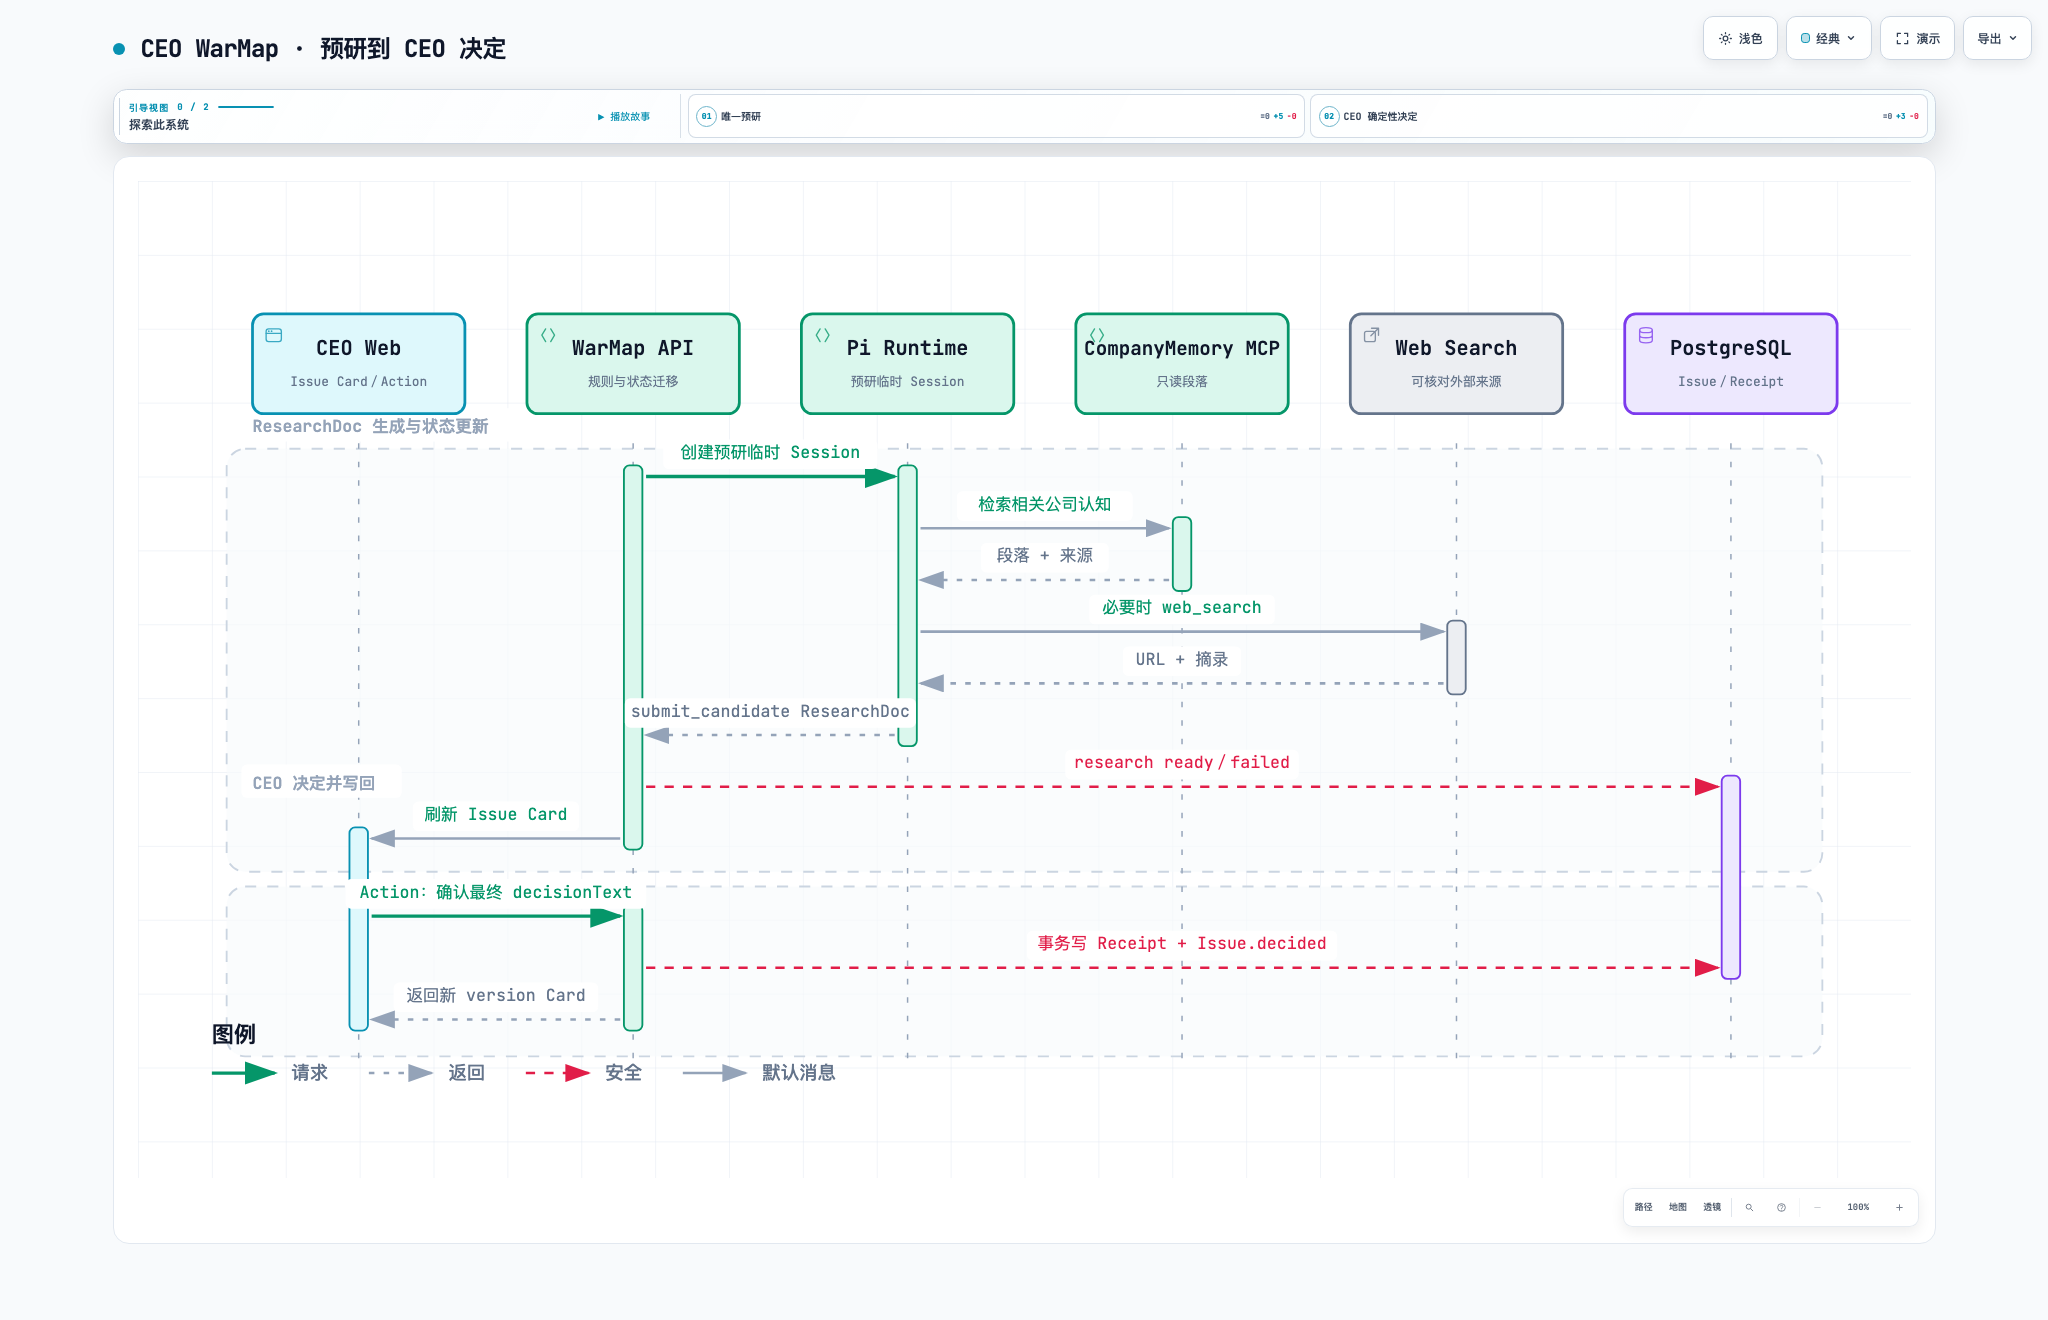 CEO WarMap · 预研到 CEO 决定
浅色
经典
演示
导出
引导视图 0 / 2
探索此系统
播放故事
01 唯一预研
=0 +5 -0
02 CEO 确定性决定
=0 +3 -0
CEO Web
Issue Card / Action
WarMap API
规则与状态迁移
Pi Runtime
预研临时 Session
CompanyMemory MCP
只读段落
Web Search
可核对外部来源
PostgreSQL
Issue / Receipt
ResearchDoc 生成与状态更新
创建预研临时 Session
检索相关公司认知
段落 + 来源
必要时 web_search
URL + 摘录
submit_candidate ResearchDoc
research ready / failed
CEO 决定并写回
刷新 Issue Card
Action: 确认最终 decisionText
事务写 Receipt + Issue.decided
返回新 version Card
图例
请求
返回
安全
默认消息
路径
地图
透镜
− 100% +